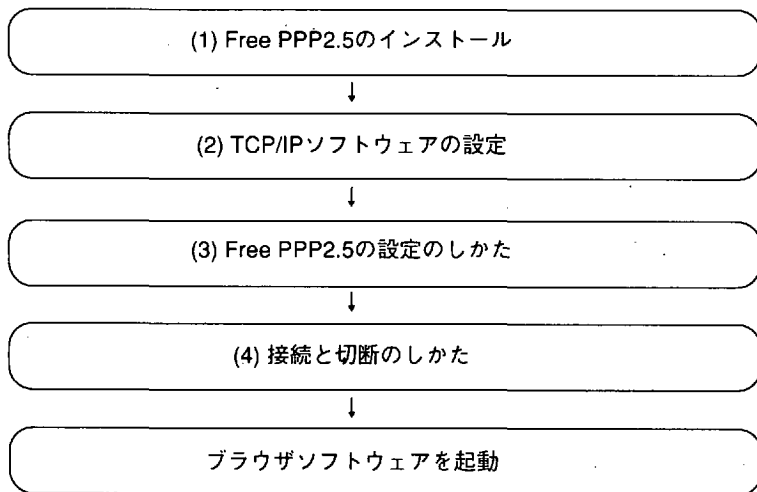 (1) Free PPP2.5のインストール
↓
(2) TCP/IPソフトウェアの設定
↓
(3) Free PPP2.5の設定のしかた
↓
(4) 接続と切断のしかた
↓
ブラウザソフトウェアを起動